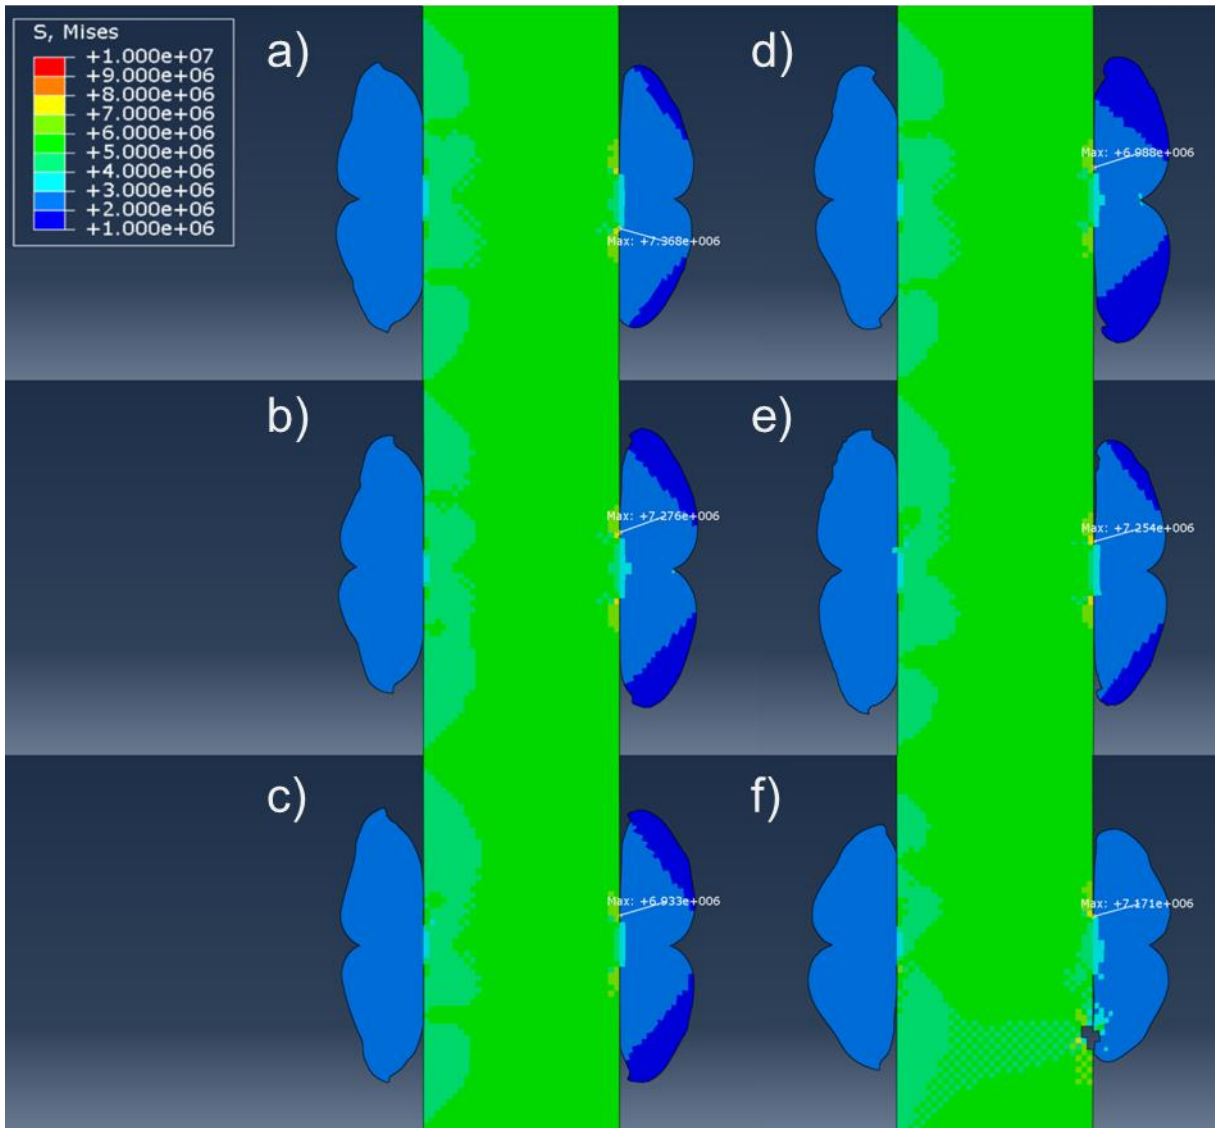 S, Mises
+1.000e+07
+9.000e+06
+8.000e+06
+7.000e+06
+6.000e+06
+5.000e+06
+4.000e+06
+3.000e+06
+2.000e+06
+1.000e+06
a)
Max: +7.368e+006
d)
Max: +6.988e+006
b)
Max: +7.276e+006
e)
Max: +7.254e+006
c)
Max: +6.933e+006
f)
Max: +7.171e+006